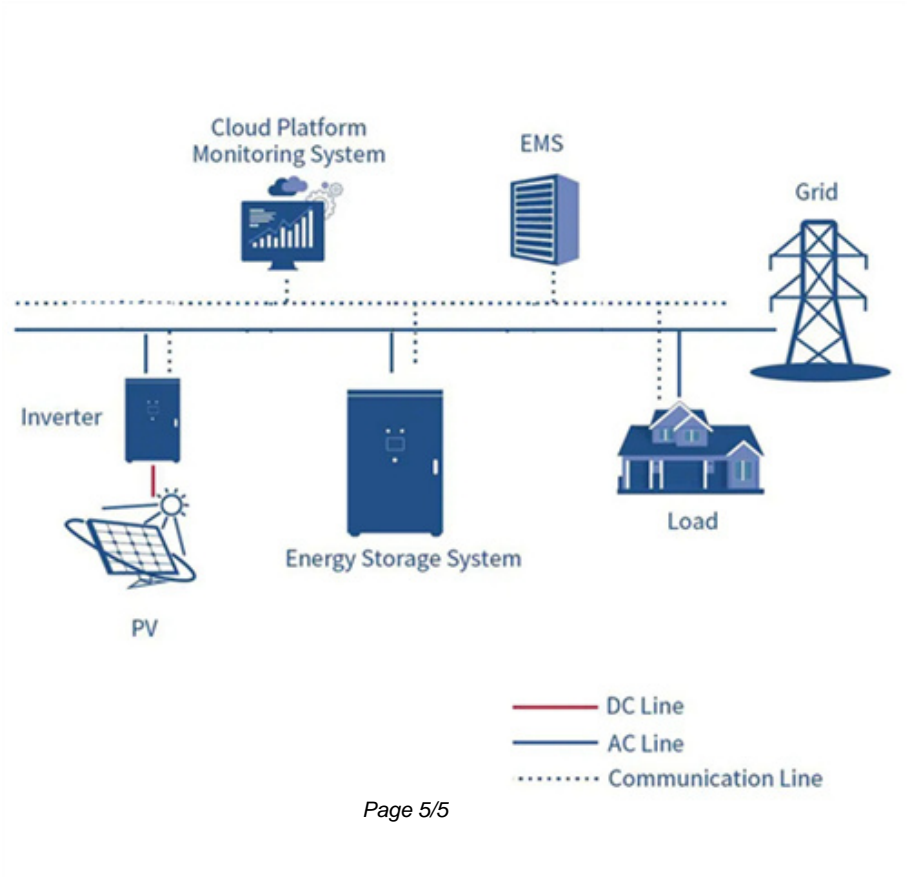 Cloud Platform
Monitoring System
EMS
Grid
Inverter
Energy Storage System
Load
PV
DC Line
AC Line
Communication Line
Page 5/5